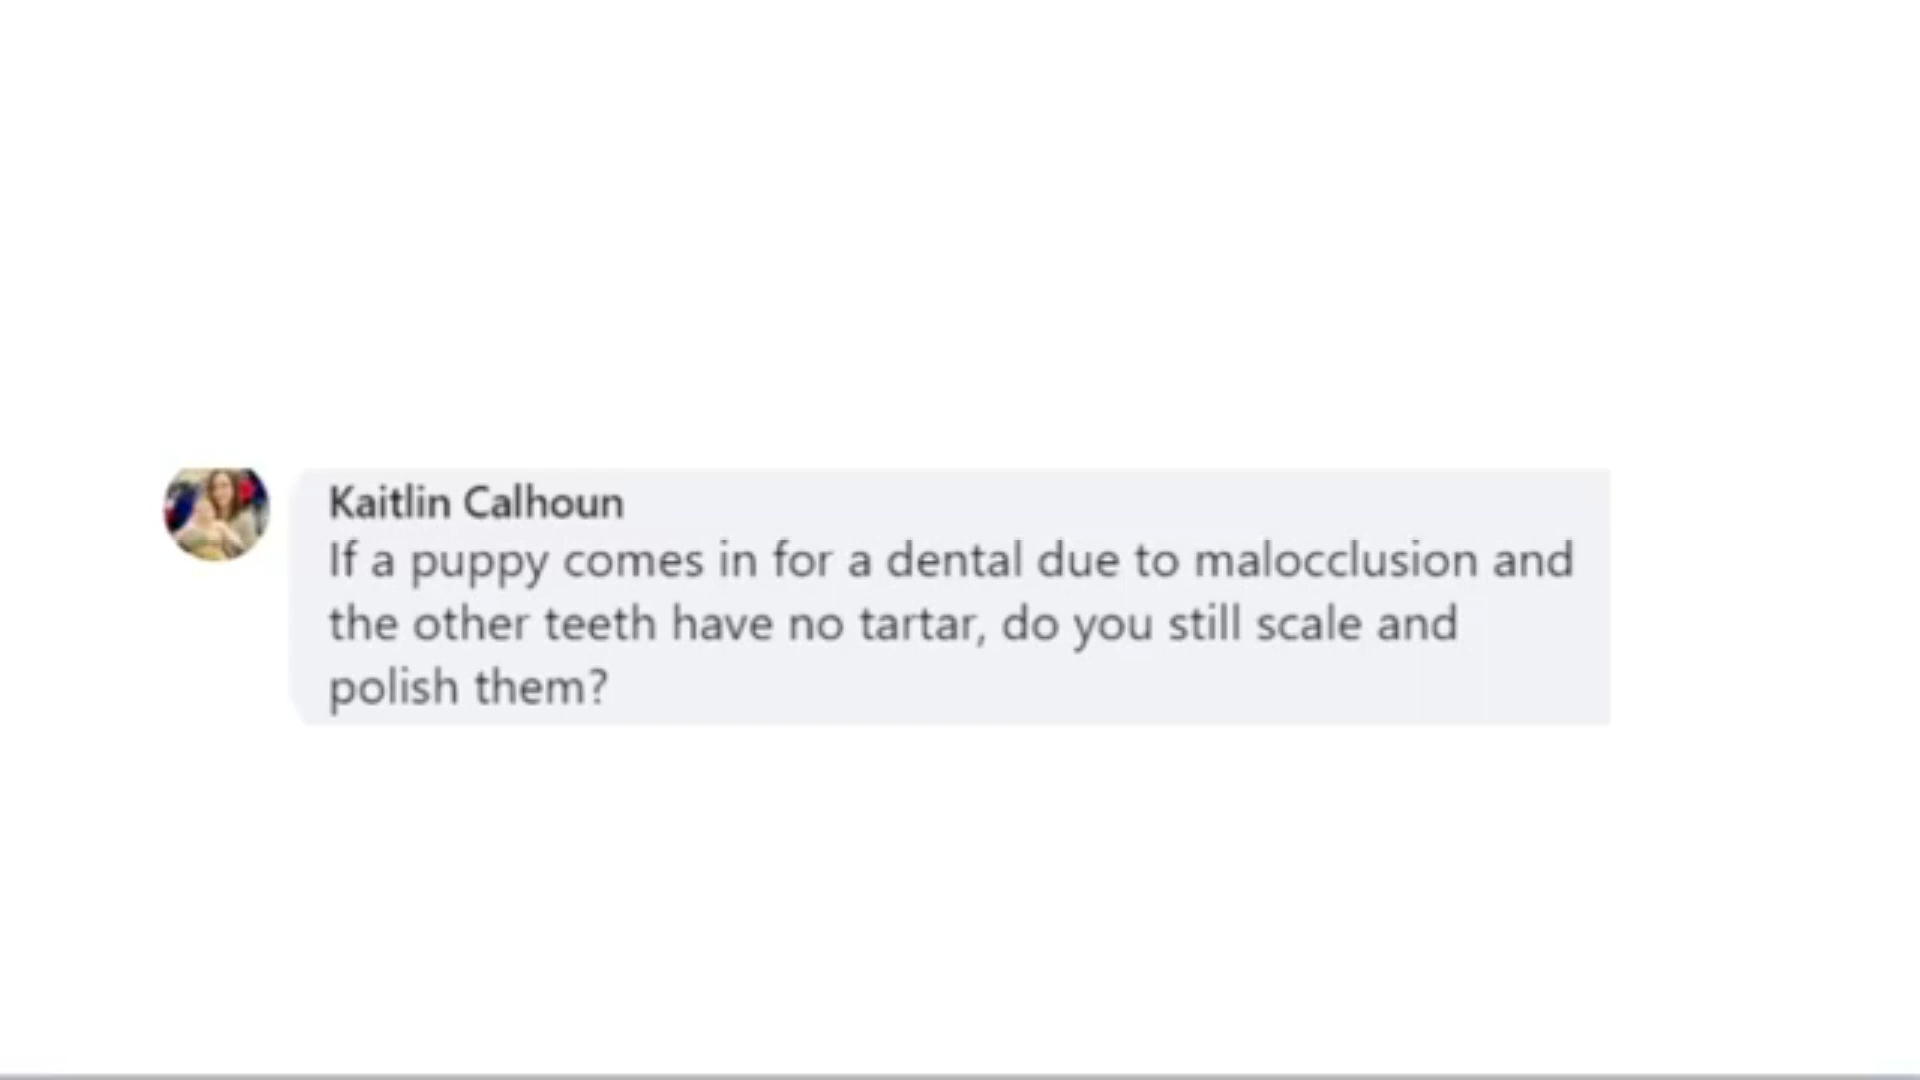 Kaitlin Calhoun
If a puppy comes in for a dental due to malocclusion and
the other teeth have no tartar, do you still scale and
polish them?